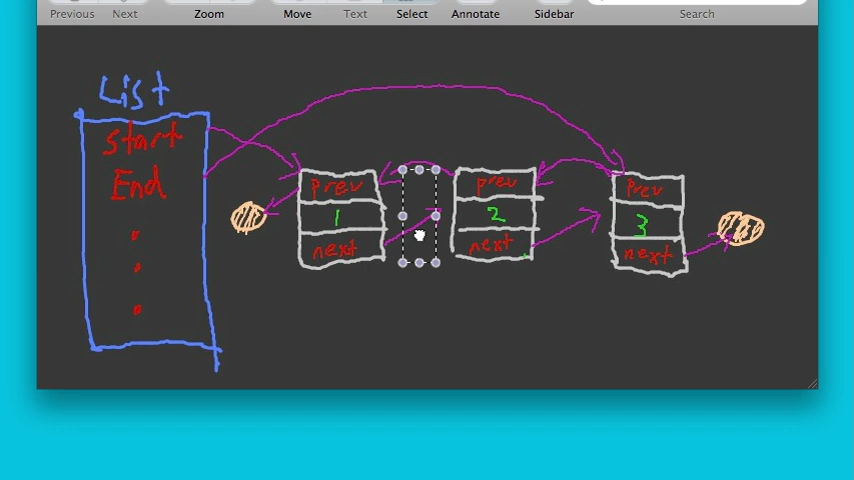 Previous Next Zoom Move Text Select Annotate Sidebar Search
List
Start
End
prev prev Prev
1 2 3
next next next